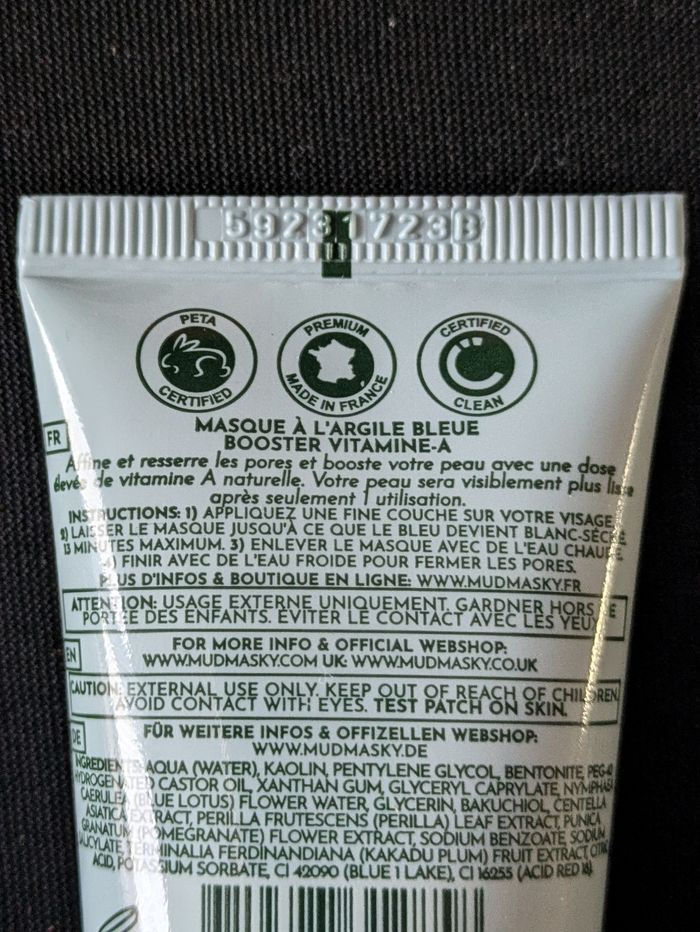 59231723B
PETA
CERTIFIED
PREMIUM
MADE IN FRANCE
CERTIFIED
CLEAN
FR
MASQUE À L'ARGILE BLEUE
BOOSTER VITAMINE-A
Affine et resserre les pores et booste votre peau avec une dose
élevée de vitamine A naturelle. Votre peau sera visiblement plus lisse
après seulement 1 utilisation.
INSTRUCTIONS: 1) APPLIQUEZ UNE FINE COUCHE SUR VOTRE VISAGE.
2) LAISSER LE MASQUE JUSQU'À CE QUE LE BLEU DEVIENT BLANC-SÉCHÉ
13 MINUTES MAXIMUM. 3) ENLEVER LE MASQUE AVEC DE L'EAU CHAUDE.
4) FINIR AVEC DE L'EAU FROIDE POUR FERMER LES PORES.
PLUS D'INFOS & BOUTIQUE EN LIGNE: WWW.MUDMASKY.FR
ATTENTION: USAGE EXTERNE UNIQUEMENT. GARDNER HORS DE
PORTÉE DES ENFANTS. ÉVITER LE CONTACT AVEC LES YEUX.
EN
FOR MORE INFO & OFFICIAL WEBSHOP:
WWW.MUDMASKY.COM UK: WWW.MUDMASKY.CO.UK
CAUTION: EXTERNAL USE ONLY. KEEP OUT OF REACH OF CHILDREN.
AVOID CONTACT WITH EYES. TEST PATCH ON SKIN.
DE
FÜR WEITERE INFOS & OFFIZELLEN WEBSHOP:
WWW.MUDMASKY.DE
INGREDIENTS: AQUA (WATER), KAOLIN, PENTYLENE GLYCOL, BENTONITE, PEG-40
HYDROGENATED CASTOR OIL, XANTHAN GUM, GLYCERYL CAPRYLATE, NYMPHAEA
CAERULEA (BLUE LOTUS) FLOWER WATER, GLYCERIN, BAKUCHIOL, CENTELLA
ASIATICA EXTRACT, PERILLA FRUTESCENS (PERILLA) LEAF EXTRACT, PUNICA
GRANATUM (POMEGRANATE) FLOWER EXTRACT, SODIUM BENZOATE, SODIUM
SALICYLATE, TERMINALIA FERDINANDIANA (KAKADU PLUM) FRUIT EXTRACT, CITRIC
ACID, POTASSIUM SORBATE, CI 42090 (BLUE 1 LAKE), CI 16255 (ACID RED 18).